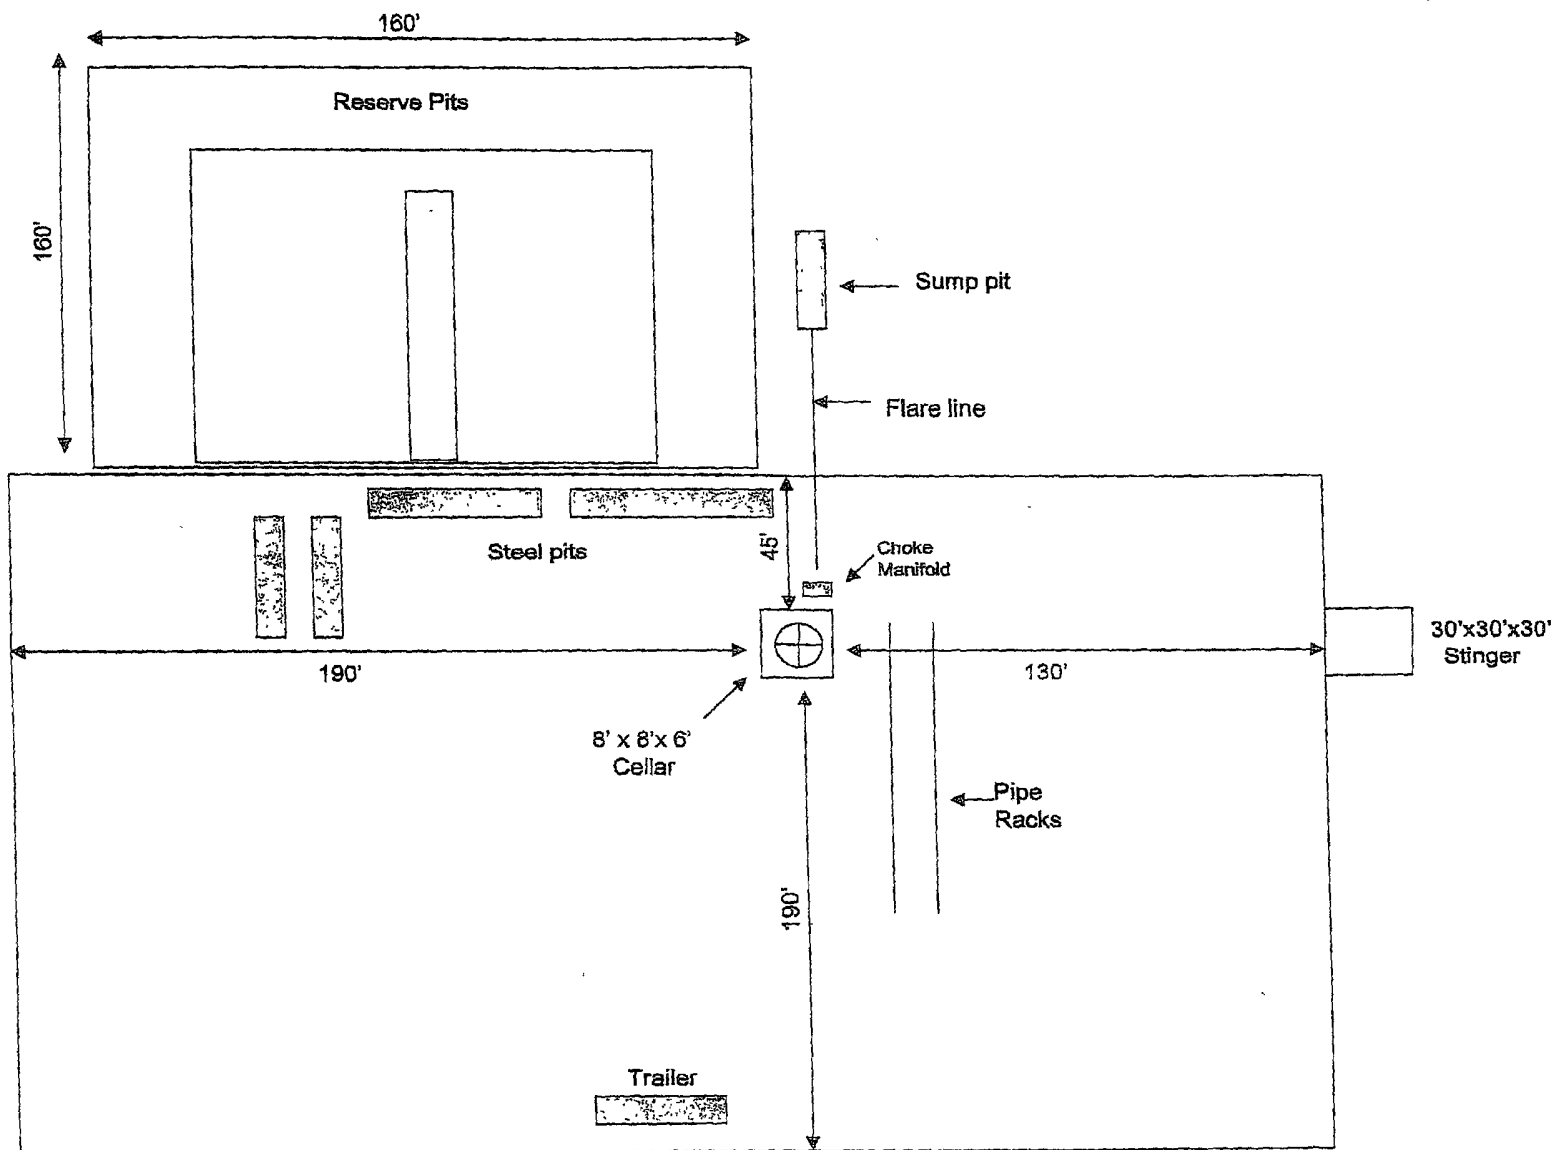 160'
Reserve Pits
160'
Sump pit
Flare line
Steel pits
45'
Choke
Manifold
30'x30'x30'
Stinger
190'
130'
8' x 8'x 6'
Cellar
Pipe
Racks
190'
Trailer